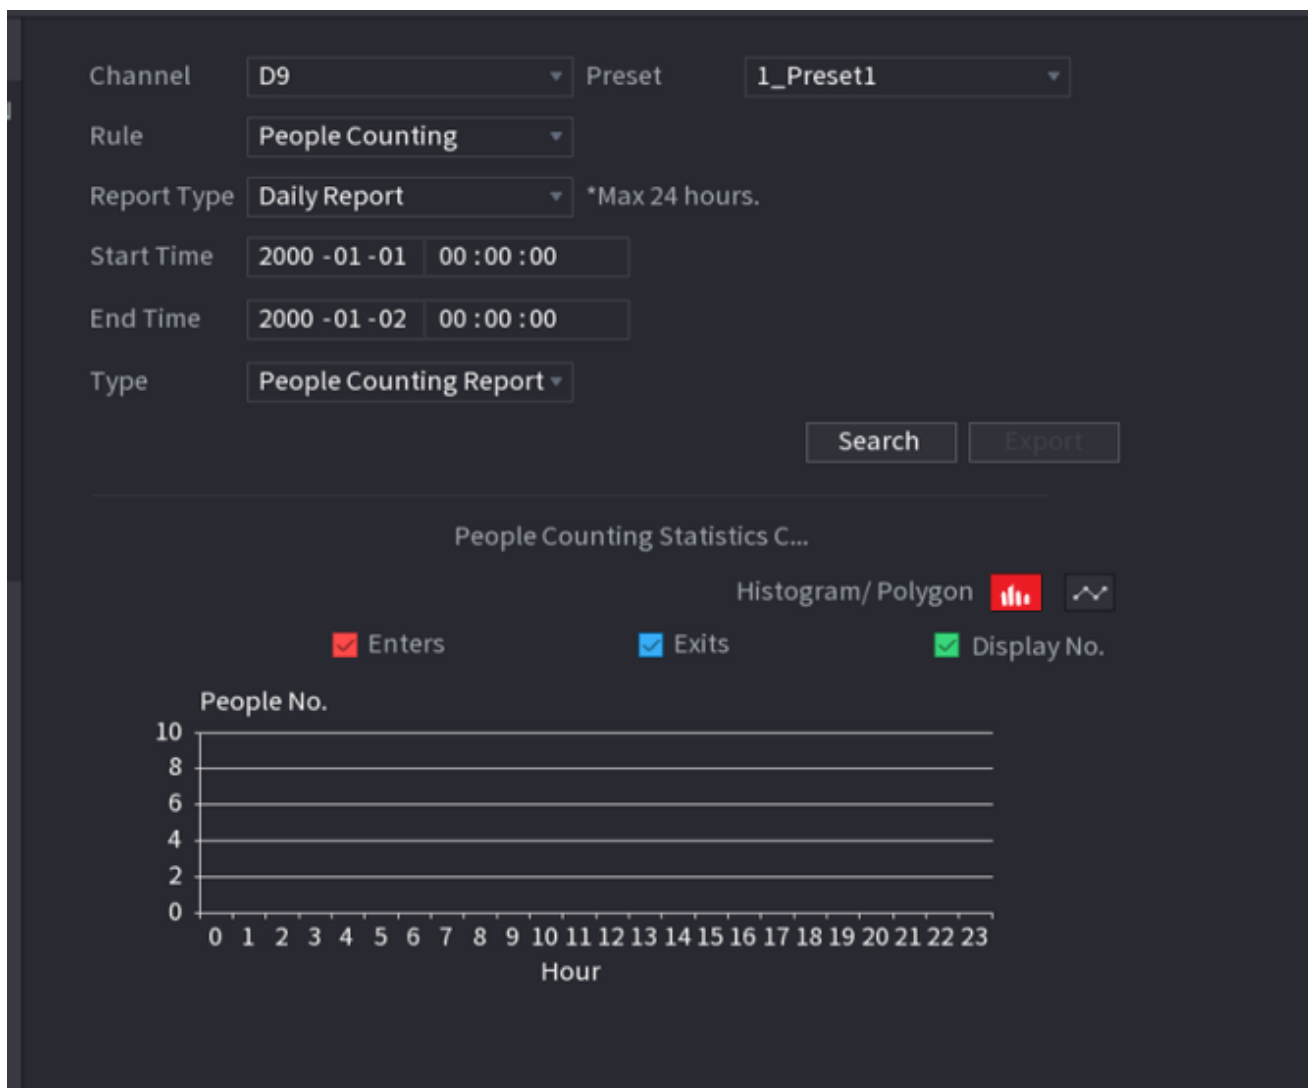 Channel D9 Preset 1_Preset1
Rule People Counting
Report Type Daily Report *Max 24 hours.
Start Time 2000 -01 -01 00 :00 :00
End Time 2000 -01 -02 00 :00 :00
Type People Counting Report
Search Export
People Counting Statistics C...
Histogram/ Polygon
Enters Exits Display No.
People No.
10
8
6
4
2
0
0 1 2 3 4 5 6 7 8 9 10 11 12 13 14 15 16 17 18 19 20 21 22 23
Hour